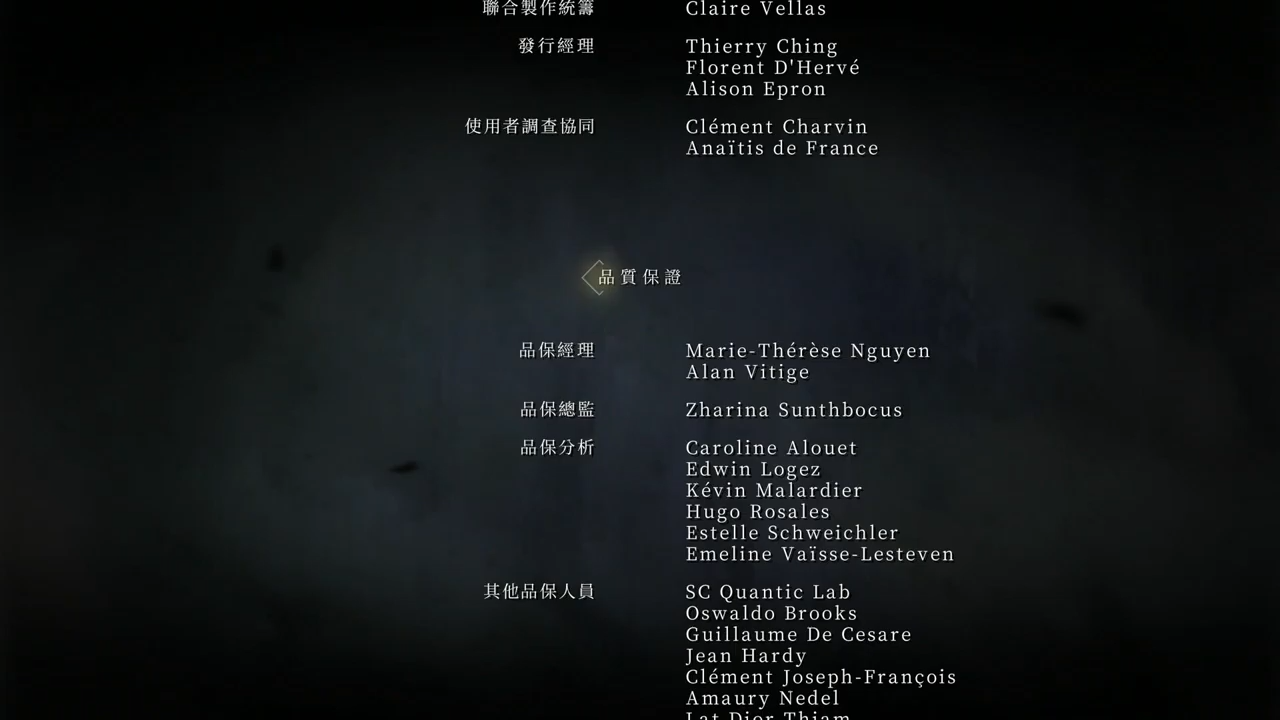 聯合製作統籌 Claire Vellas
發行經理 Thierry Ching
Florent D'Hervé
Alison Epron
使用者調查協同 Clément Charvin
Anaïtis de France
品質保證
品保經理 Marie-Thérèse Nguyen
Alan Vitige
品保總監 Zharina Sunthbocus
品保分析 Caroline Alouet
Edwin Logez
Kévin Malardier
Hugo Rosales
Estelle Schweichler
Emeline Vaïsse-Lesteven
其他品保人員 SC Quantic Lab
Oswaldo Brooks
Guillaume De Cesare
Jean Hardy
Clément Joseph-François
Amaury Nedel
Lat Dior Thiam